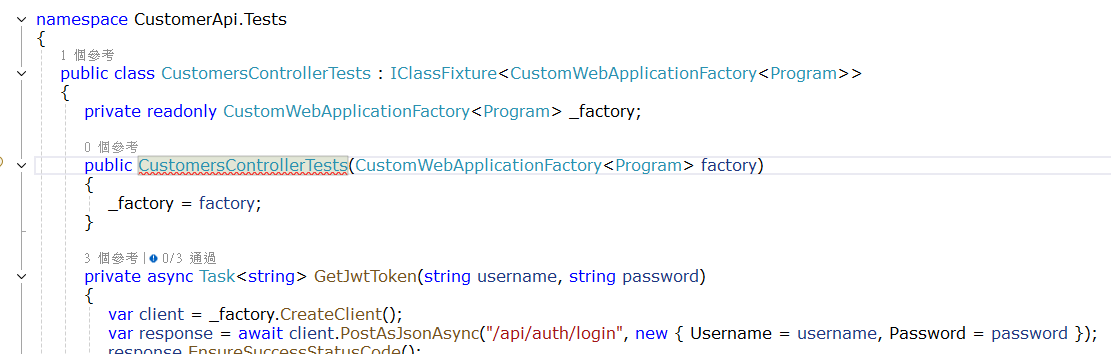 namespace CustomerApi.Tests
{
1 個參考
public class CustomersControllerTests : IClassFixture<CustomWebApplicationFactory<Program>>
{
private readonly CustomWebApplicationFactory<Program> _factory;
0 個參考
public CustomersControllerTests(CustomWebApplicationFactory<Program> factory)
{
_factory = factory;
}
3 個參考 | 0/3 通過
private async Task<string> GetJwtToken(string username, string password)
{
var client = _factory.CreateClient();
var response = await client.PostAsJsonAsync("/api/auth/login", new { Username = username, Password = password });
response.EnsureSuccessStatusCode();